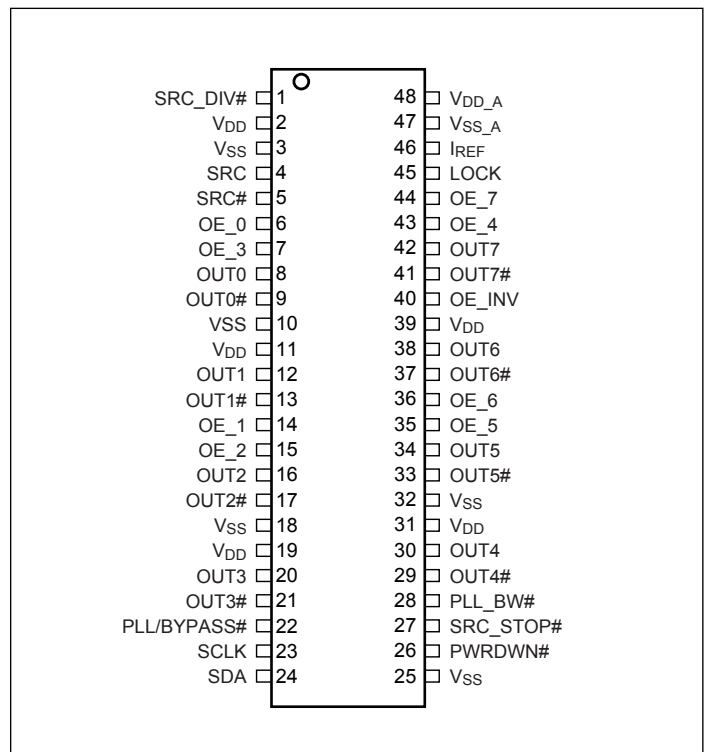 SRC_DIV# 1 48 VDD_A
VDD 2 47 VSS_A
VSS 3 46 IREF
SRC 4 45 LOCK
SRC# 5 44 OE_7
OE_0 6 43 OE_4
OE_3 7 42 OUT7
OUT0 8 41 OUT7#
OUT0# 9 40 OE_INV
VSS 10 39 VDD
VDD 11 38 OUT6
OUT1 12 37 OUT6#
OUT1# 13 36 OE_6
OE_1 14 35 OE_5
OE_2 15 34 OUT5
OUT2 16 33 OUT5#
OUT2# 17 32 VSS
VSS 18 31 VDD
VDD 19 30 OUT4
OUT3 20 29 OUT4#
OUT3# 21 28 PLL_BW#
PLL/BYPASS# 22 27 SRC_STOP#
SCLK 23 26 PWRDWN#
SDA 24 25 VSS